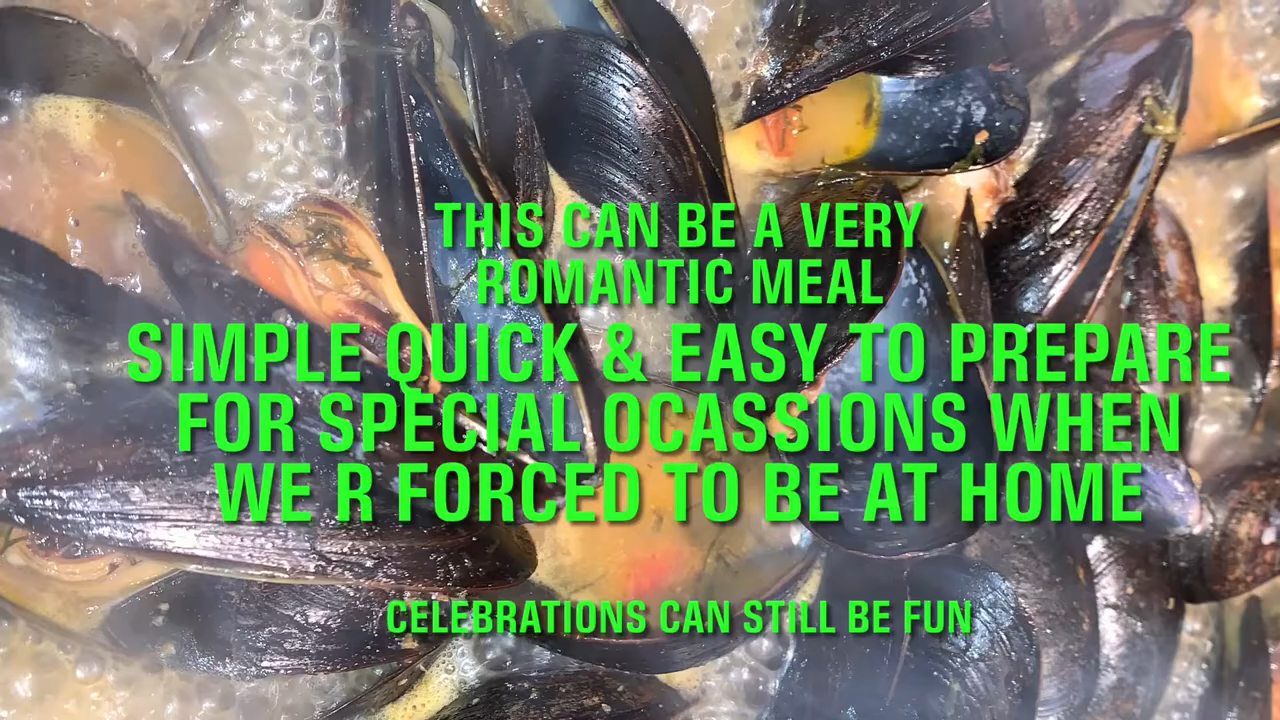 THIS CAN BE A VERY
ROMANTIC MEAL
SIMPLE QUICK & EASY TO PREPARE
FOR SPECIAL OCASSIONS WHEN
WE R FORCED TO BE AT HOME
CELEBRATIONS CAN STILL BE FUN